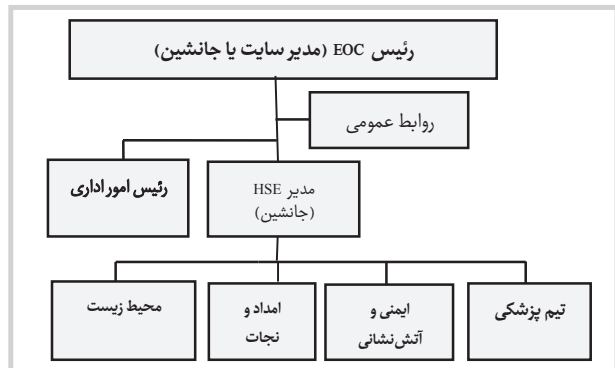 رئیس EOC (مدیر سایت یا جانشین)
روابط عمومی
رئیس امور اداری
مدیر HSE
(جانشین)
تیم پزشکی
ایمنی و
آتش‌نشانی
امداد و
نجات
محیط زیست